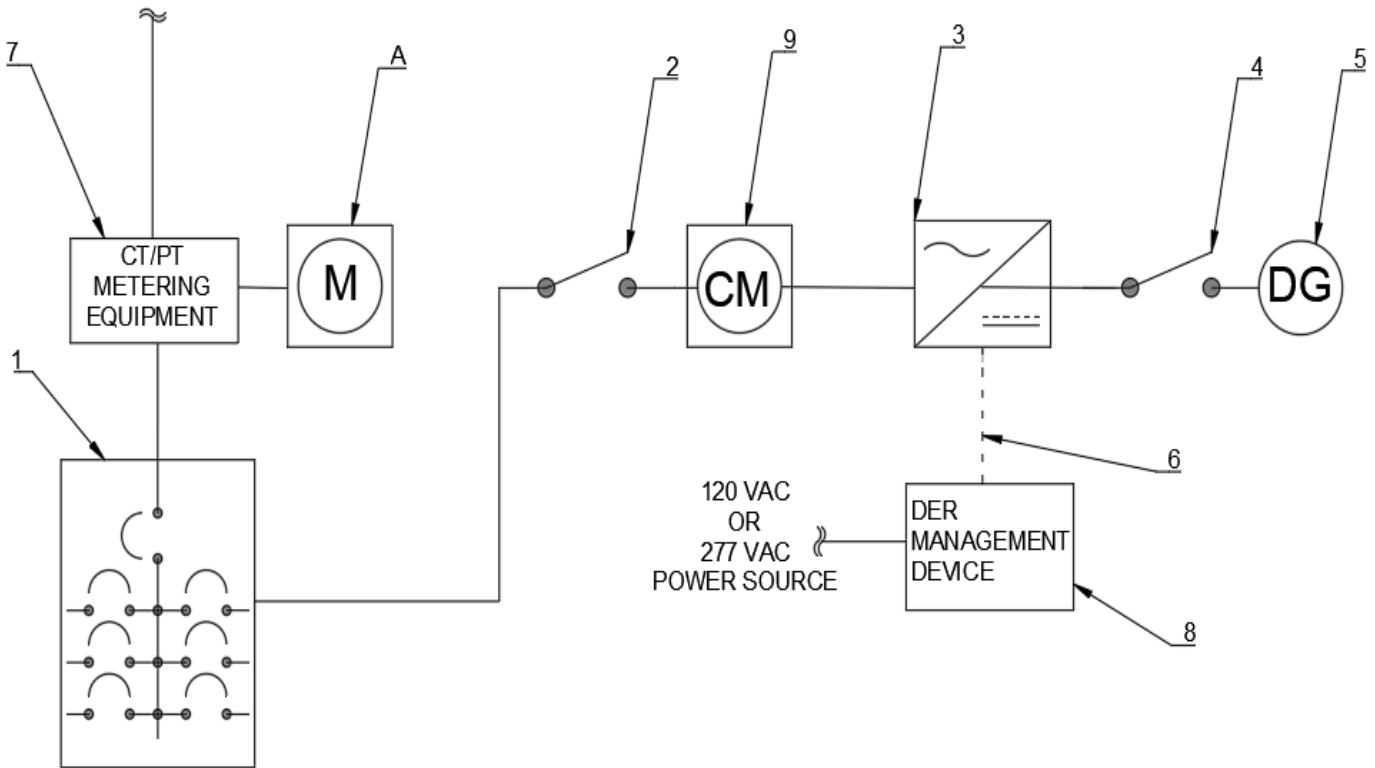 7
A
2
9
3
4
5
CT/PT
METERING
EQUIPMENT
M
CM
DG
1
6
120 VAC
OR
277 VAC
POWER SOURCE
DER
MANAGEMENT
DEVICE
8